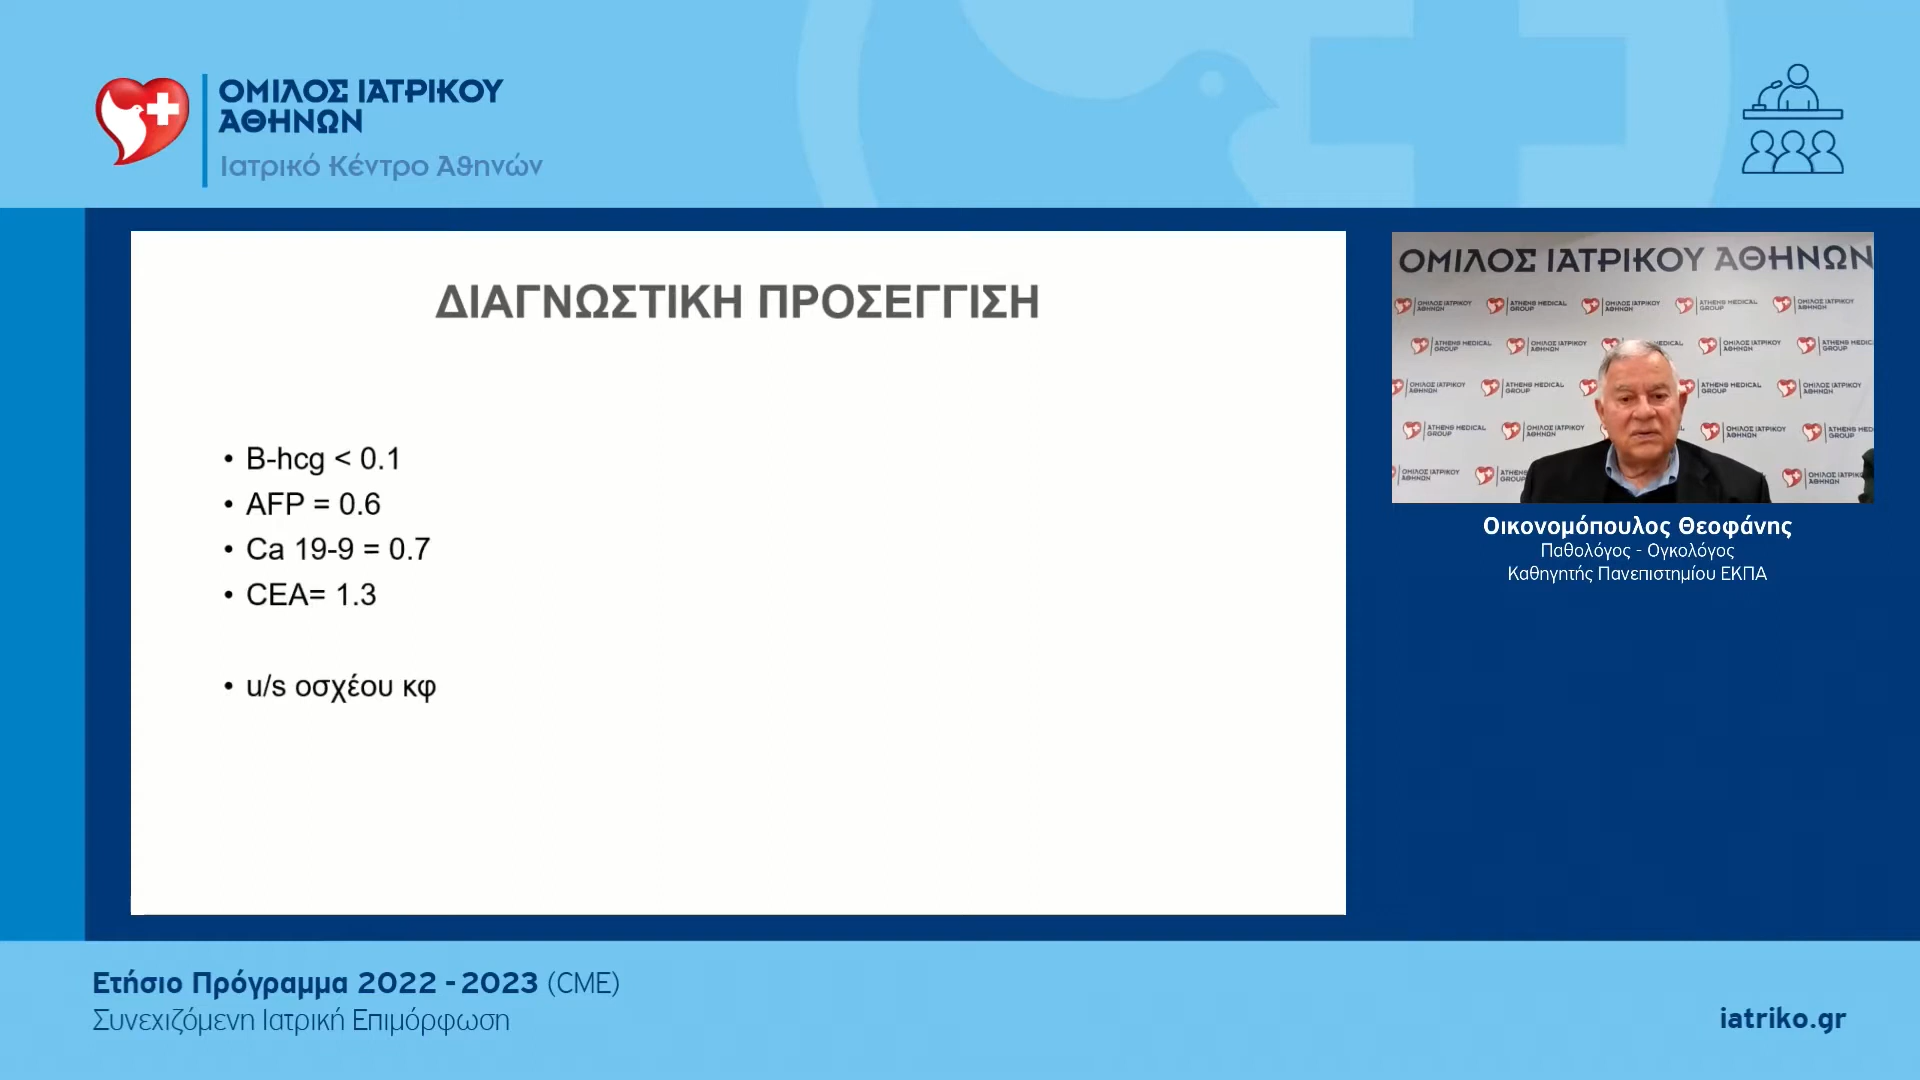 ΟΜΙΛΟΣ ΙΑΤΡΙΚΟΥ
ΑΘΗΝΩΝ
Ιατρικό Κέντρο Αθηνών
ΔΙΑΓΝΩΣΤΙΚΗ ΠΡΟΣΕΓΓΙΣΗ
• B-hcg < 0.1
• AFP = 0.6
• Ca 19-9 = 0.7
• CEA= 1.3
• u/s οσχέου κφ
ΟΜΙΛΟΣ ΙΑΤΡΙΚΟΥ ΑΘΗΝΩΝ
Οικονομόπουλος Θεοφάνης
Παθολόγος - Ογκολόγος
Καθηγητής Πανεπιστημίου ΕΚΠΑ
Ετήσιο Πρόγραμμα 2022 - 2023 (CME)
Συνεχιζόμενη Ιατρική Επιμόρφωση
iatriko.gr